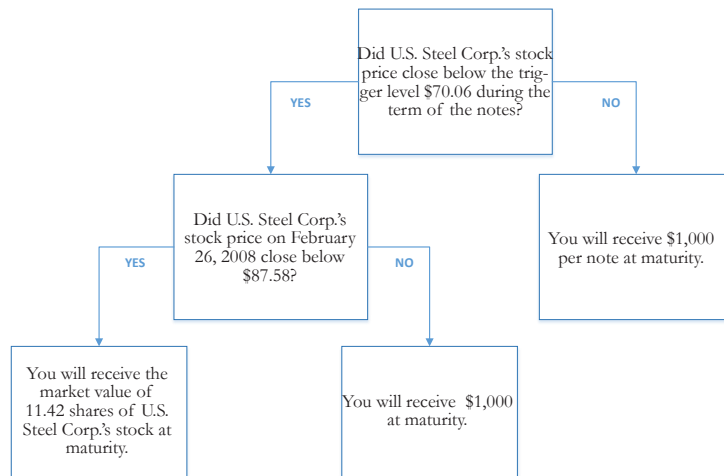 Did U.S. Steel Corp.'s stock
price close below the trig-
ger level $70.06 during the
term of the notes?
YES
NO
Did U.S. Steel Corp.'s
stock price on February
26, 2008 close below
$87.58?
You will receive $1,000
per note at maturity.
YES
NO
You will receive the
market value of
11.42 shares of U.S.
Steel Corp.'s stock at
maturity.
You will receive $1,000
at maturity.